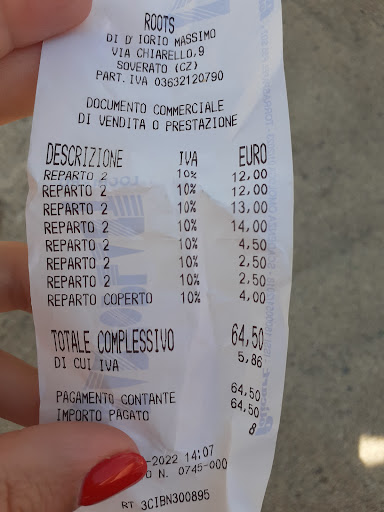 ROOTS
DI D'IORIO MASSIMO
VIA CHIARELLO,9
SOVERATO (CZ)
PART. IVA 03632120790
DOCUMENTO COMMERCIALE
DI VENDITA O PRESTAZIONE
DESCRIZIONE IVA EURO
REPARTO 2 10% 12,00
REPARTO 2 10% 12,00
REPARTO 2 10% 13,00
REPARTO 2 10% 14,00
REPARTO 2 10% 4,50
REPARTO 2 10% 2,50
REPARTO 2 10% 2,50
REPARTO COPERTO 10% 4,00
TOTALE COMPLESSIVO 64,50
DI CUI IVA 5,86
PAGAMENTO CONTANTE 64,50
IMPORTO PAGATO 64,50
8
-2022 14:07
N. 0745-000
RT 3CIBN300895